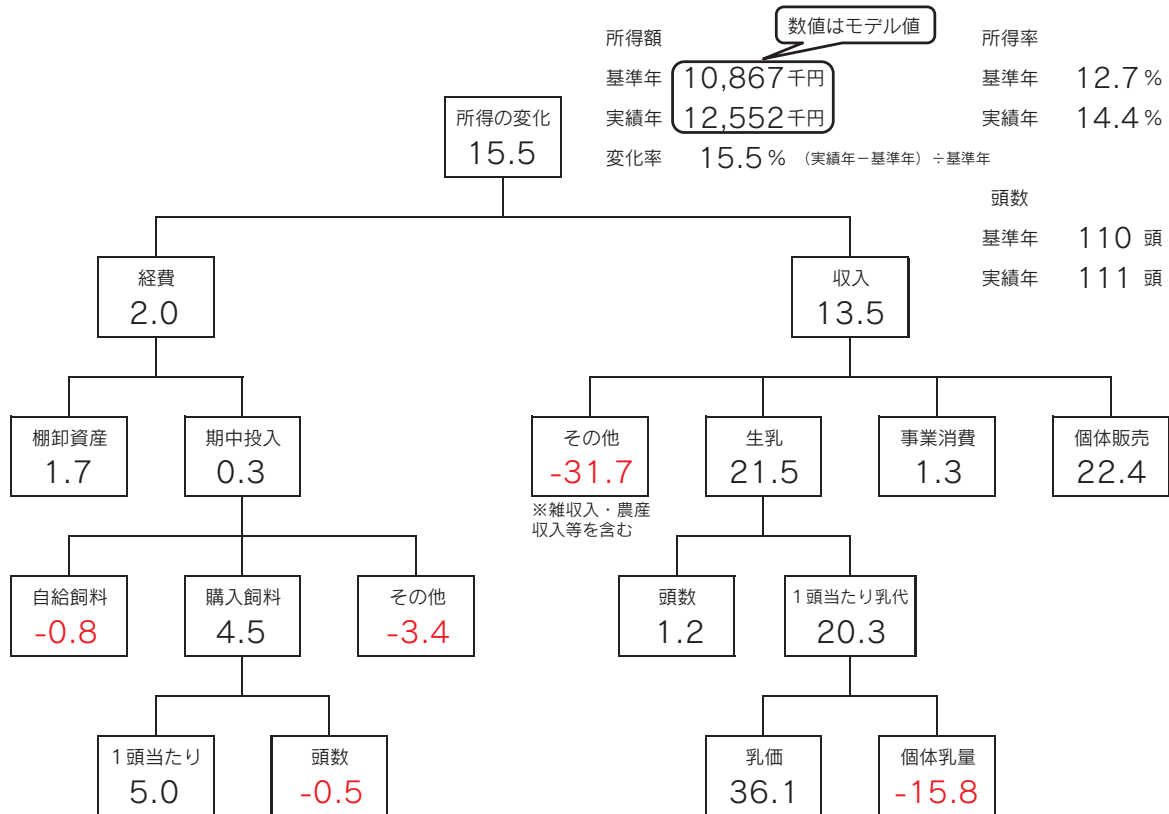 数値はモデル値
所得額
基準年 10,867千円
実績年 12,552千円
変化率 15.5% (実績年−基準年)÷基準年
所得率
基準年 12.7%
実績年 14.4%
頭数
基準年 110 頭
実績年 111 頭
所得の変化
15.5
経費
2.0
収入
13.5
棚卸資産
1.7
期中投入
0.3
その他
-31.7
※雑収入・農産
収入等を含む
生乳
21.5
事業消費
1.3
個体販売
22.4
自給飼料
-0.8
購入飼料
4.5
その他
-3.4
頭数
1.2
1頭当たり乳代
20.3
1頭当たり
5.0
頭数
-0.5
乳価
36.1
個体乳量
-15.8